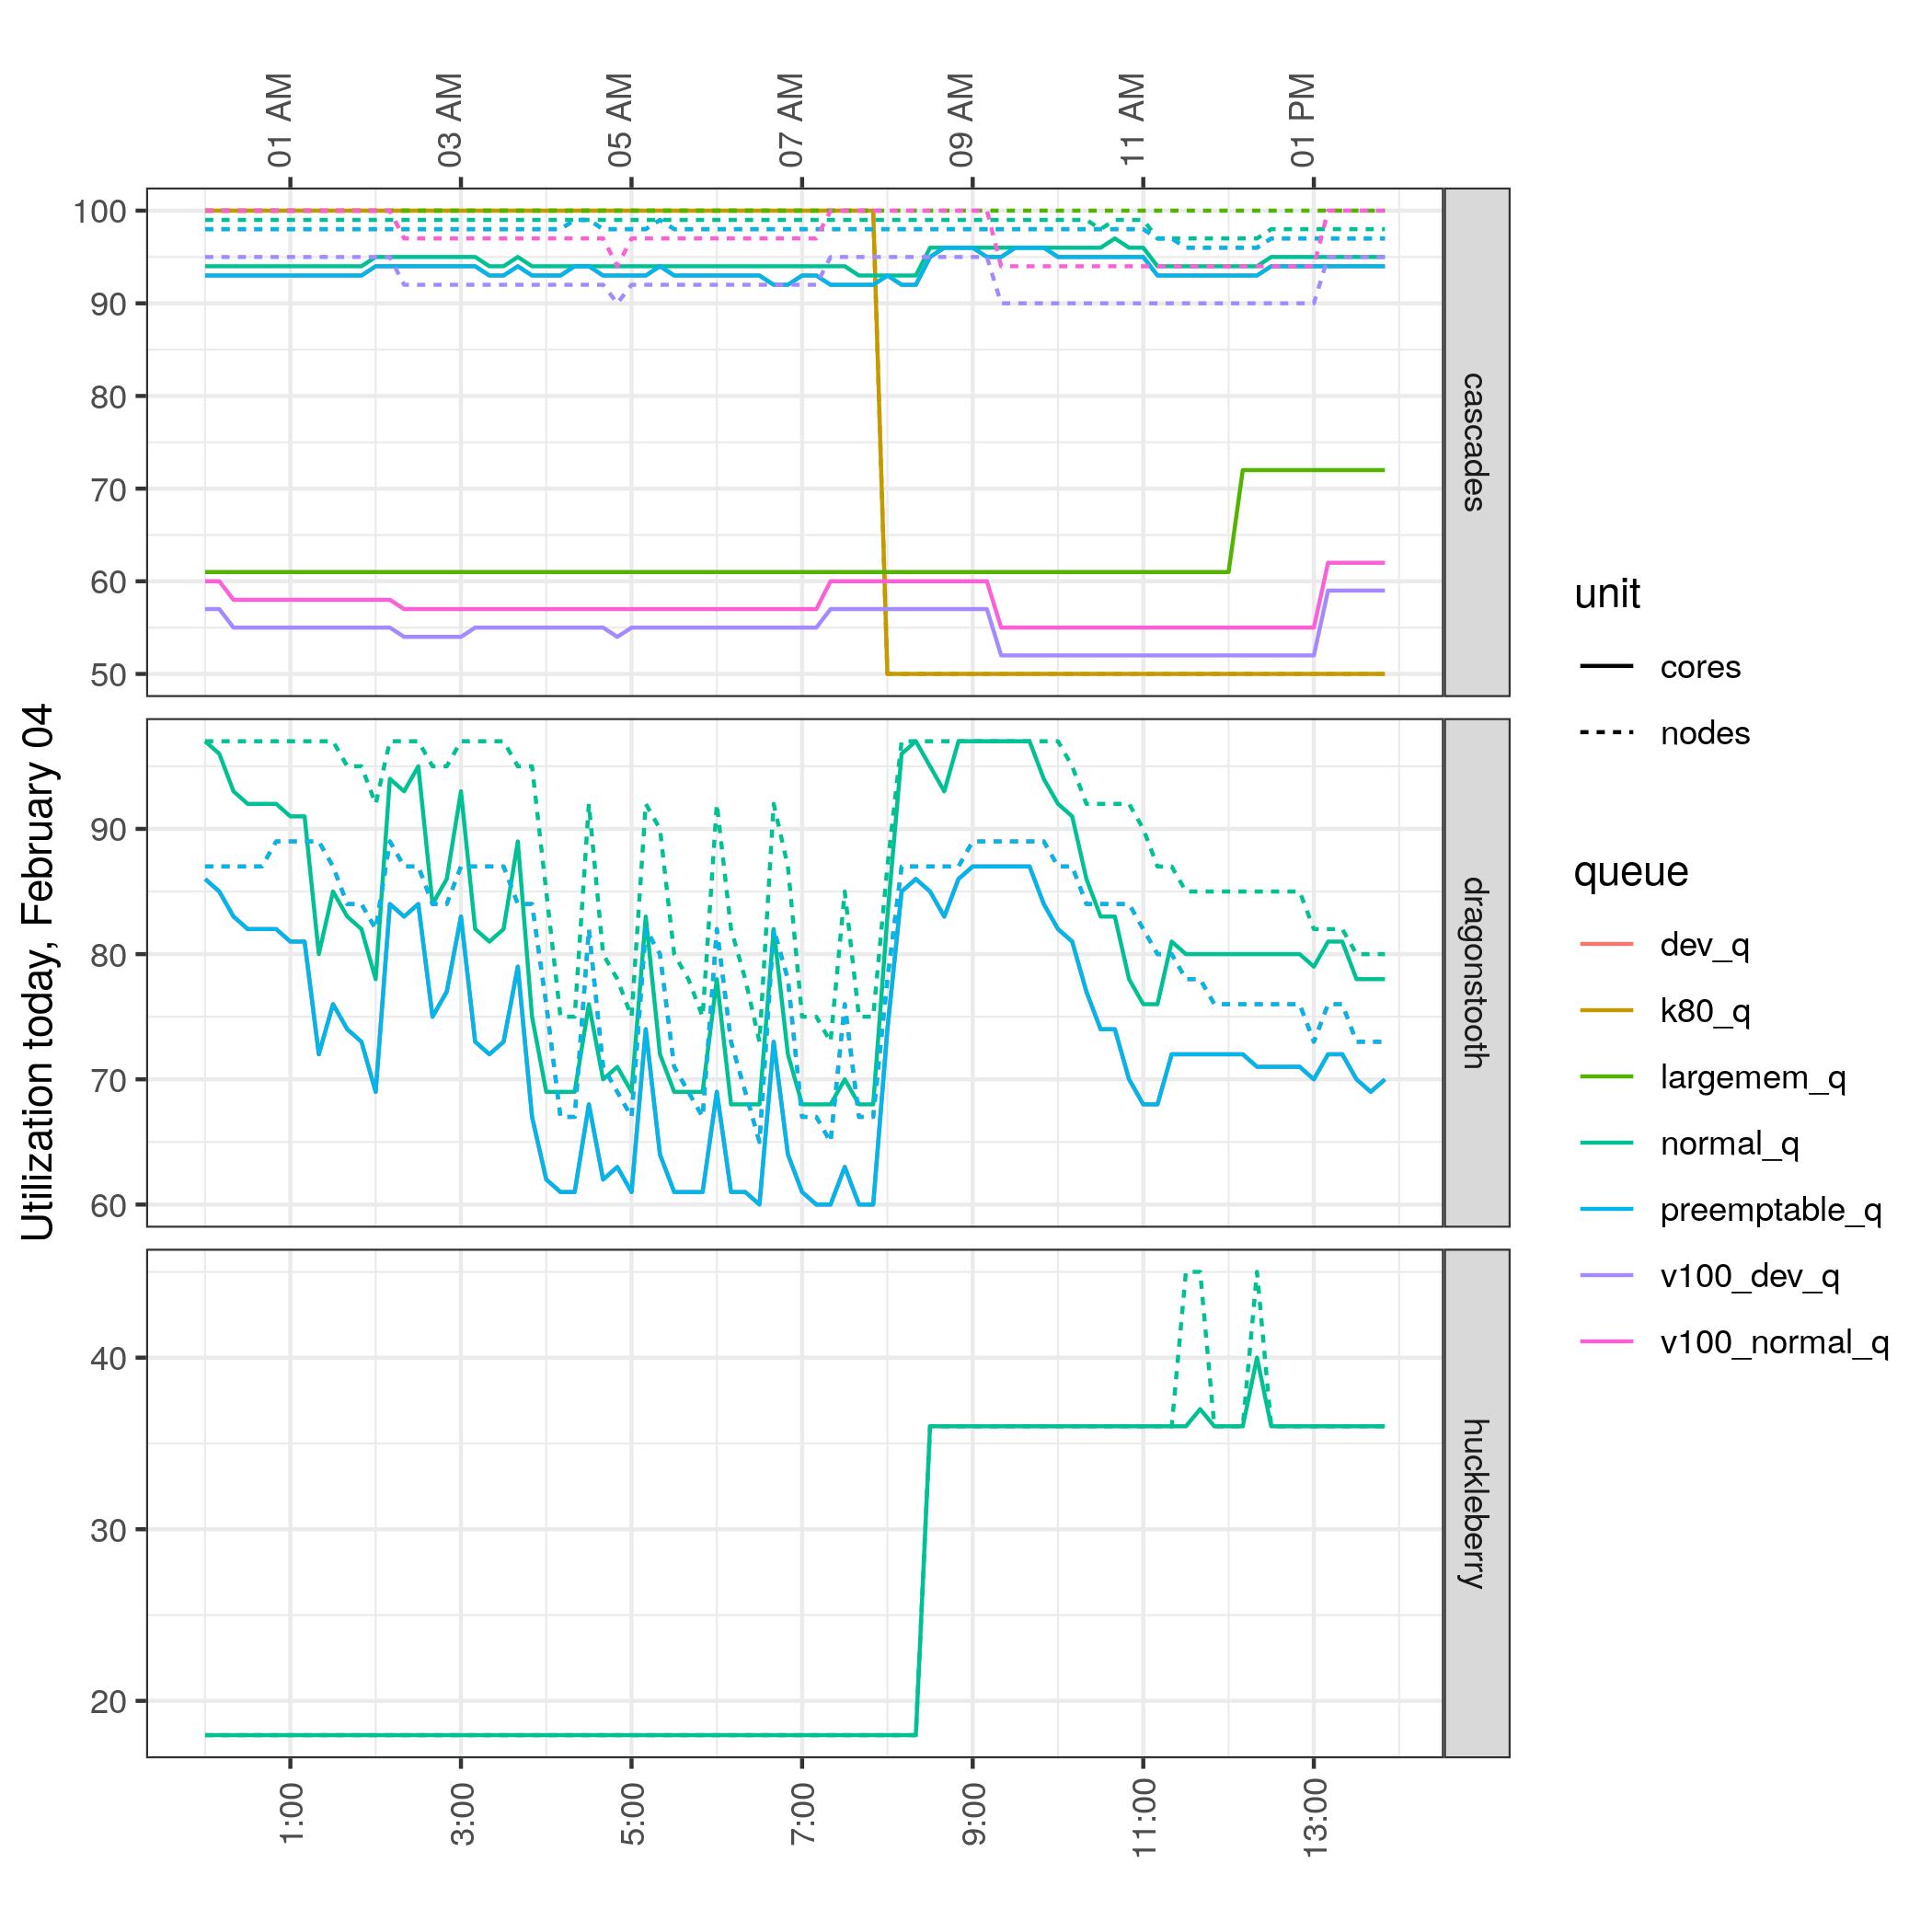 01 AM
03 AM
05 AM
07 AM
09 AM
11 AM
01 PM
Utilization today, February 04
100
90
80
70
60
50
cascades
90
80
70
60
dragonstooth
40
30
20
huckleberry
1:00
3:00
5:00
7:00
9:00
11:00
13:00
unit
cores
nodes
queue
dev_q
k80_q
largemem_q
normal_q
preemptable_q
v100_dev_q
v100_normal_q